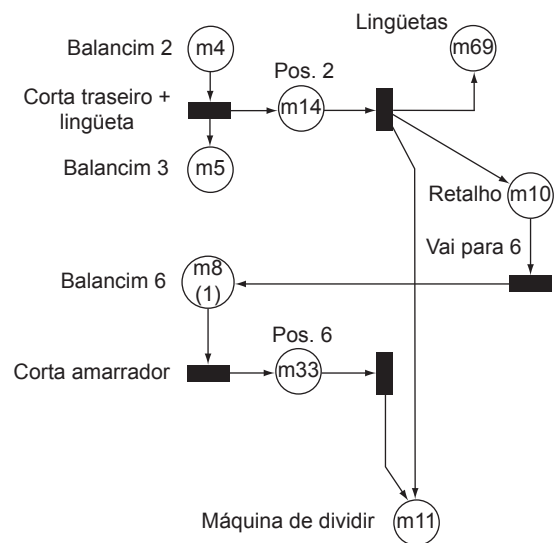 Lingüetas
Balancim 2
m4
m69
Pos. 2
Corta traseiro +
lingüeta
m14
Balancim 3
m5
Retalho
m10
Vai para 6
Balancim 6
m8
(1)
Pos. 6
Corta amarrador
m33
Máquina de dividir
m11